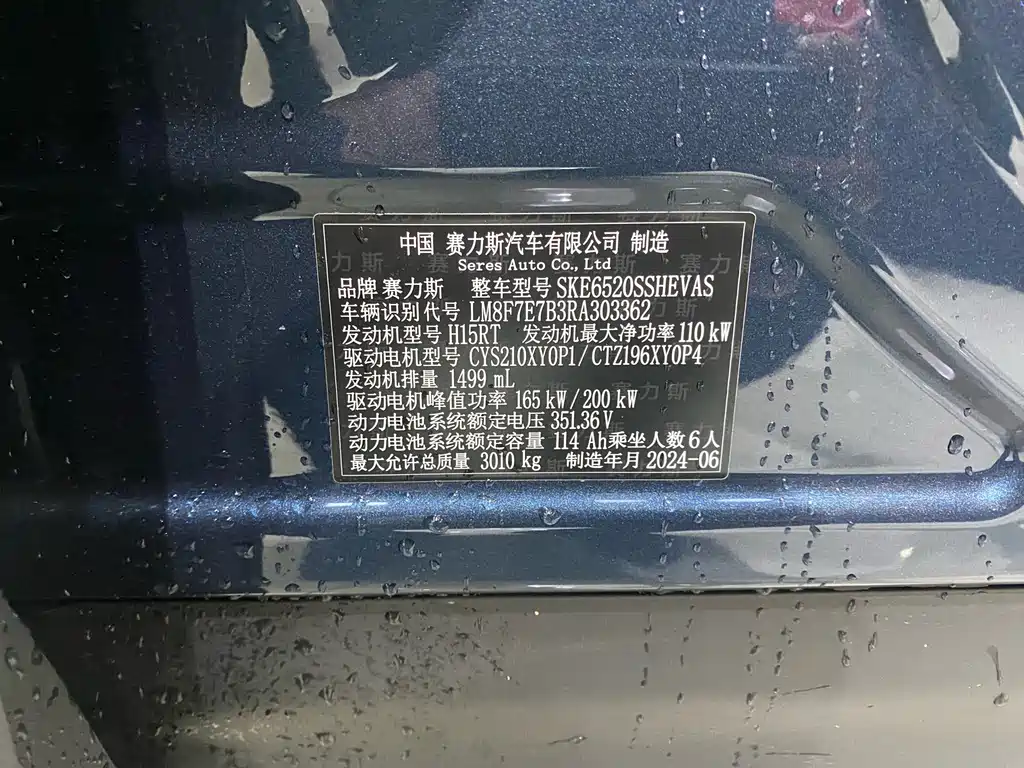 中国 赛力斯汽车有限公司 制造
Seres Auto Co., Ltd
品牌 赛力斯 整车型号 SKE6520SSHEVAS
车辆识别代号 LM8F7E7B3RA303362
发动机型号 H15RT 发动机最大净功率 110 kW
驱动电机型号 CYS210XY0P1/CTZ196XY0P4
发动机排量 1499 mL
驱动电机峰值功率 165 kW/200 kW
动力电池系统额定电压 351.36 V
动力电池系统额定容量 114 Ah乘坐人数 6人
最大允许总质量 3010 kg 制造年月 2024-06